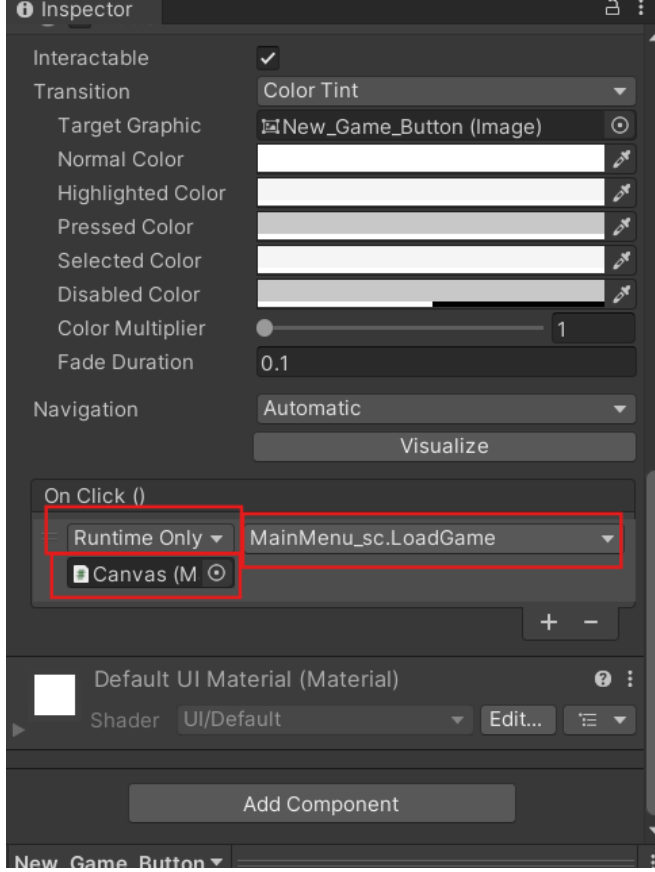 Inspector
Interactable
Transition Color Tint
Target Graphic New_Game_Button (Image)
Normal Color
Highlighted Color
Pressed Color
Selected Color
Disabled Color
Color Multiplier 1
Fade Duration 0.1
Navigation Automatic
Visualize
On Click ()
Runtime Only MainMenu_sc.LoadGame
Canvas (M
+ −
Default UI Material (Material)
Shader UI/Default Edit...
Add Component
New_Game_Button